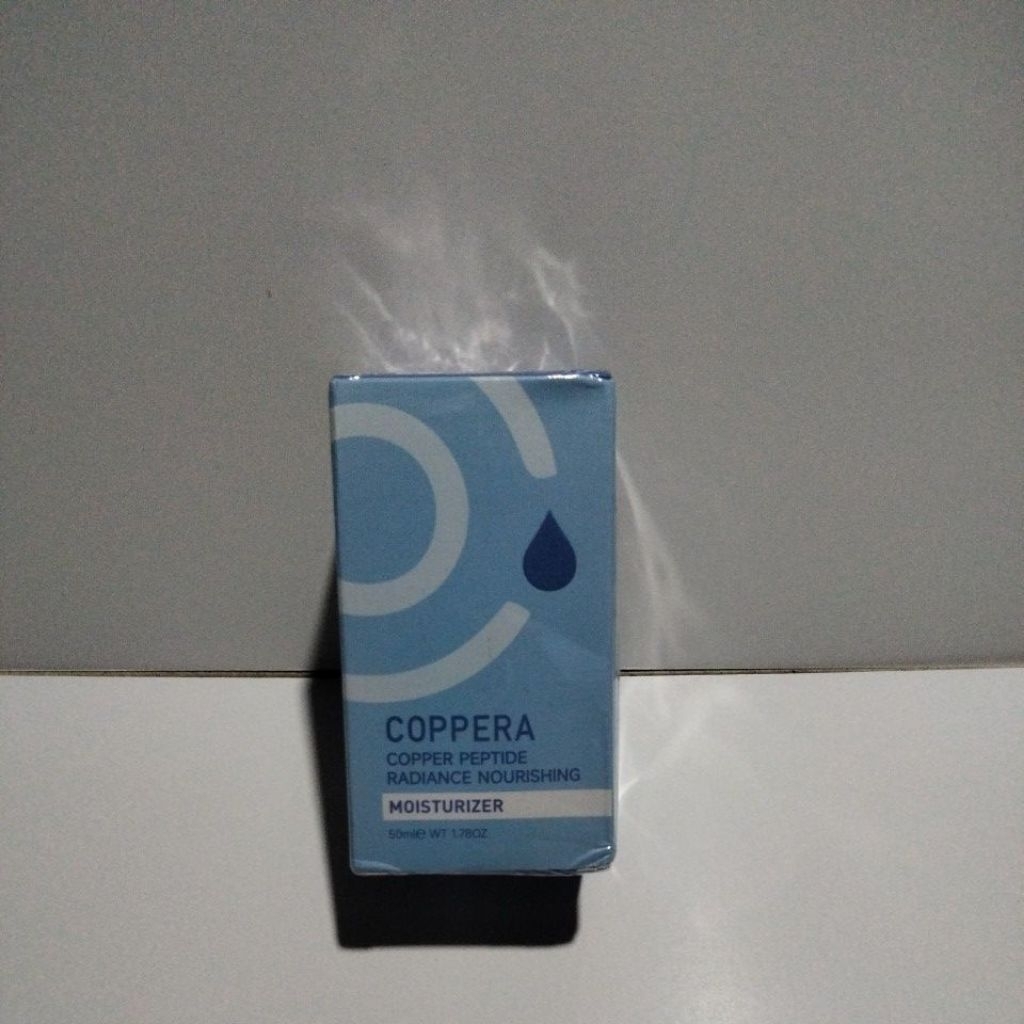 COPPERA
COPPER PEPTIDE
RADIANCE NOURISHING
MOISTURIZER
50ml℮ WT 1.78OZ